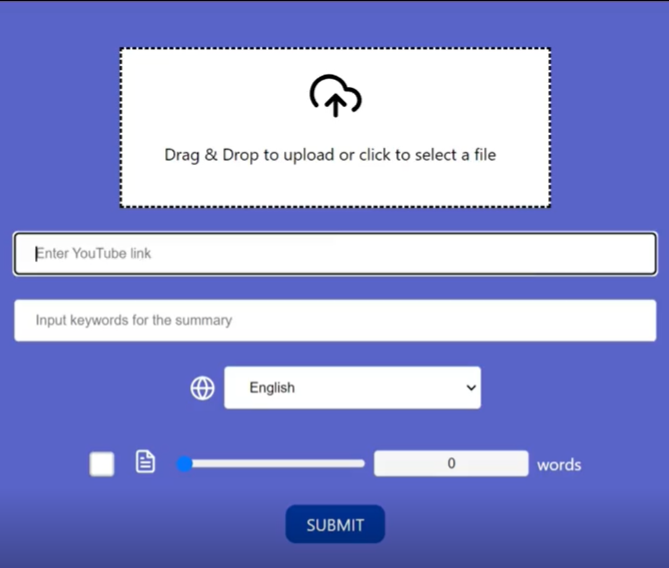 Drag & Drop to upload or click to select a file
Enter YouTube link
Input keywords for the summary
English
0 words
SUBMIT